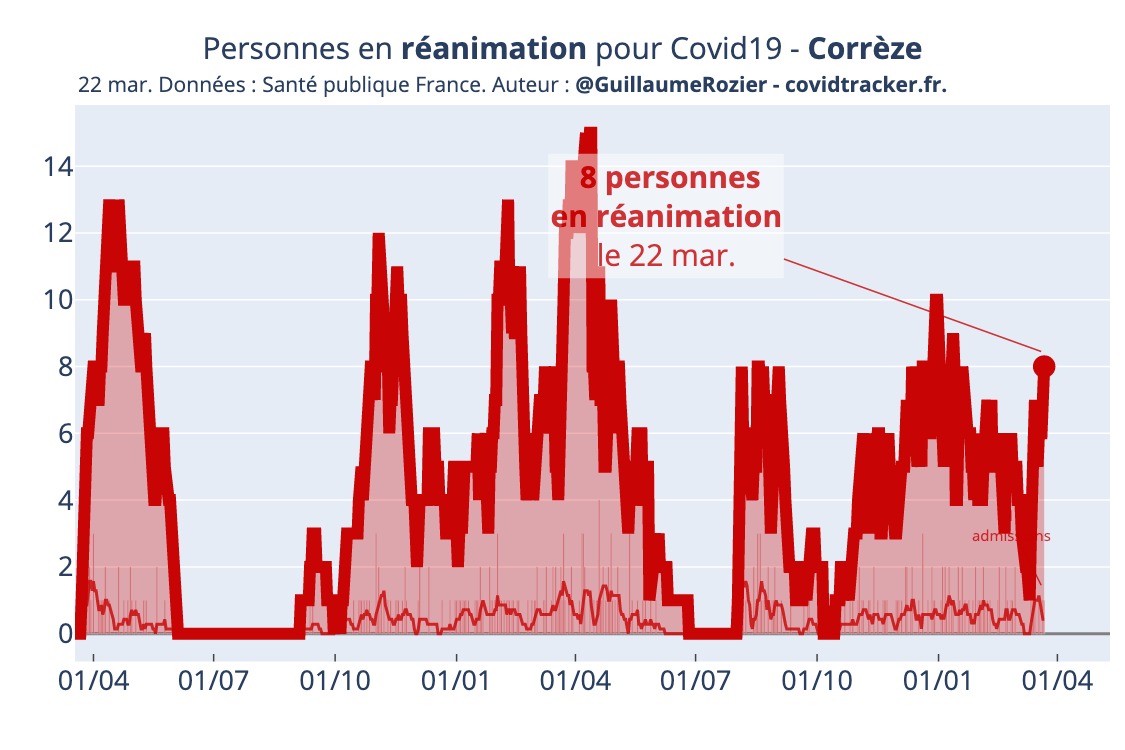 Personnes en réanimation pour Covid19 - Corrèze
22 mar. Données : Santé publique France. Auteur : @GuillaumeRozier - covidtracker.fr.
14
12
10
8
6
4
2
0
8 personnes
en réanimation
le 22 mar.
admissions
01/04
01/07
01/10
01/01
01/04
01/07
01/10
01/01
01/04